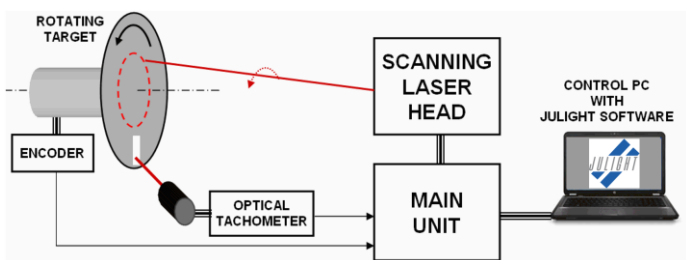 ROTATING
TARGET
SCANNING
LASER
HEAD
CONTROL PC
WITH
JULIGHT SOFTWARE
JULIGHT
ENCODER
OPTICAL
TACHOMETER
MAIN
UNIT